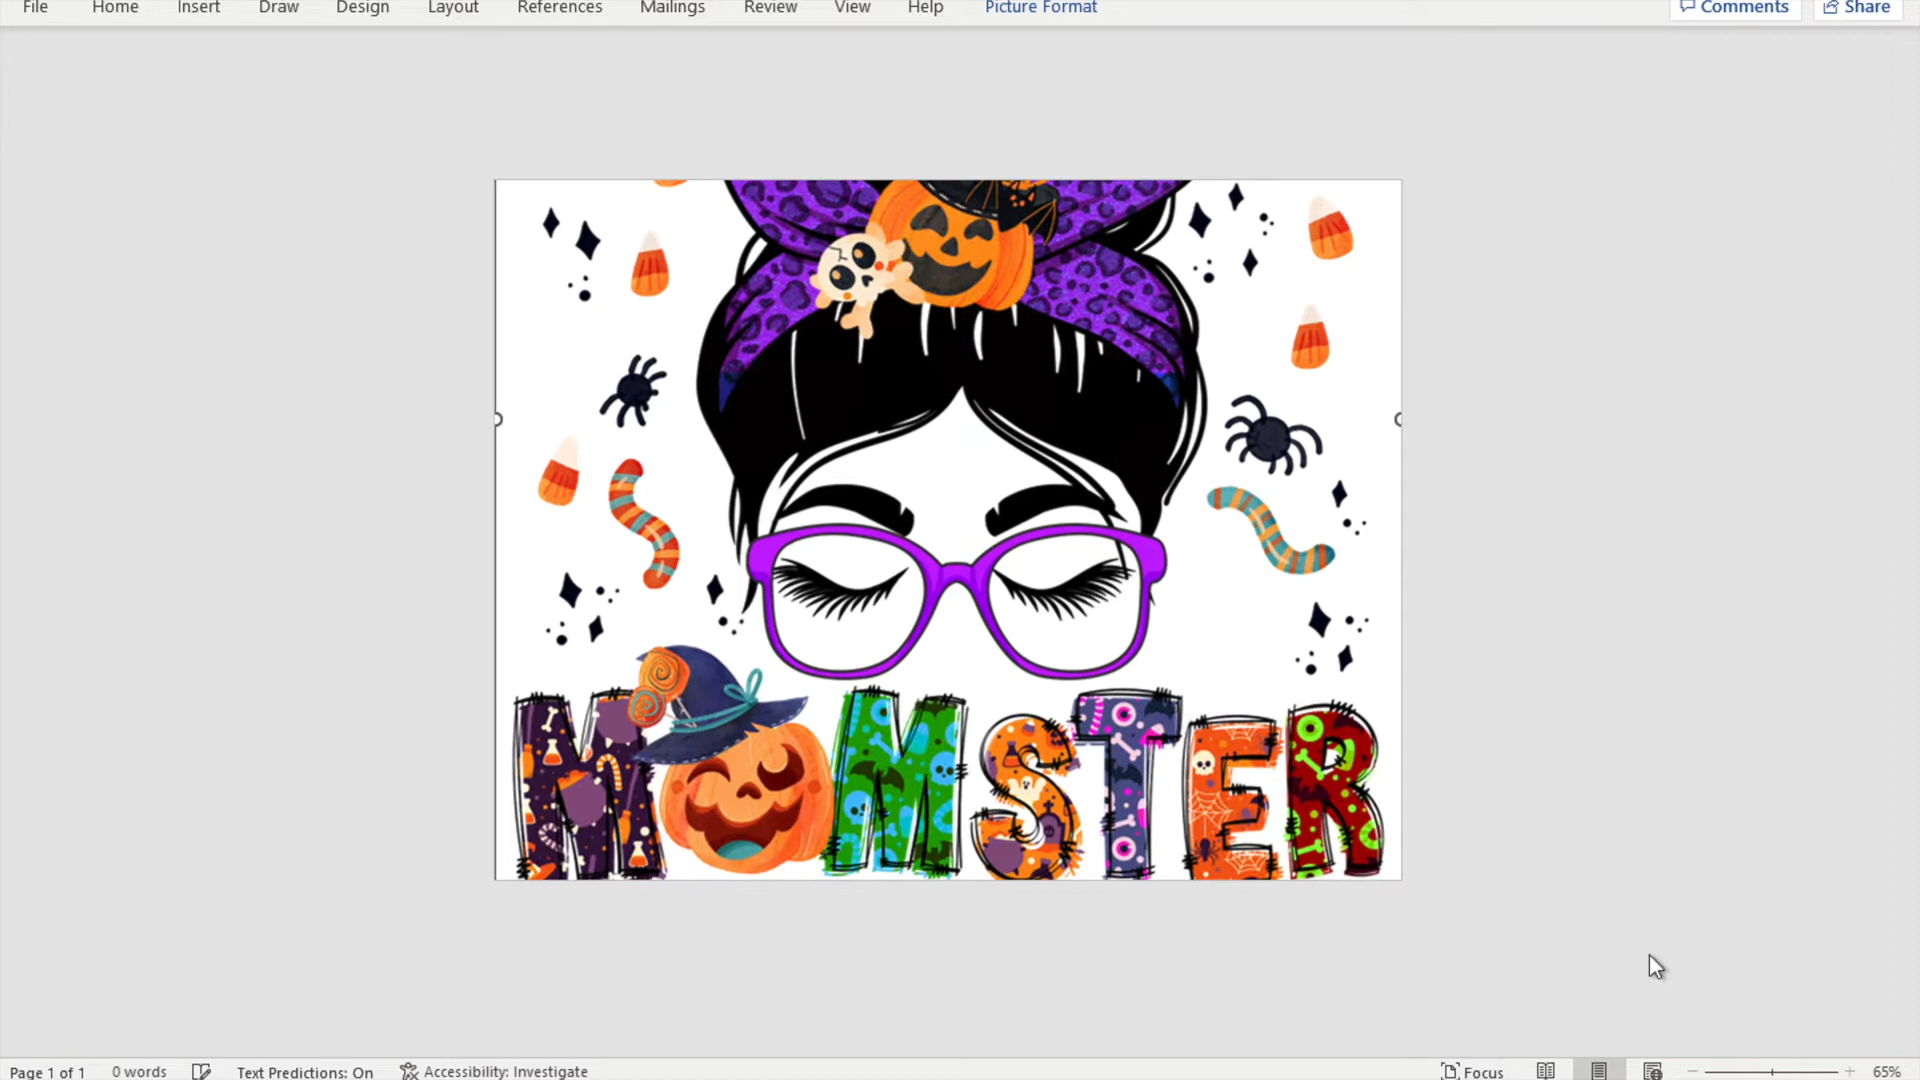 File Home Insert Draw Design Layout References Mailings Review View Help Picture Format Comments Share
MOMSTER
Page 1 of 1 0 words Text Predictions: On Accessibility: Investigate Focus 65%